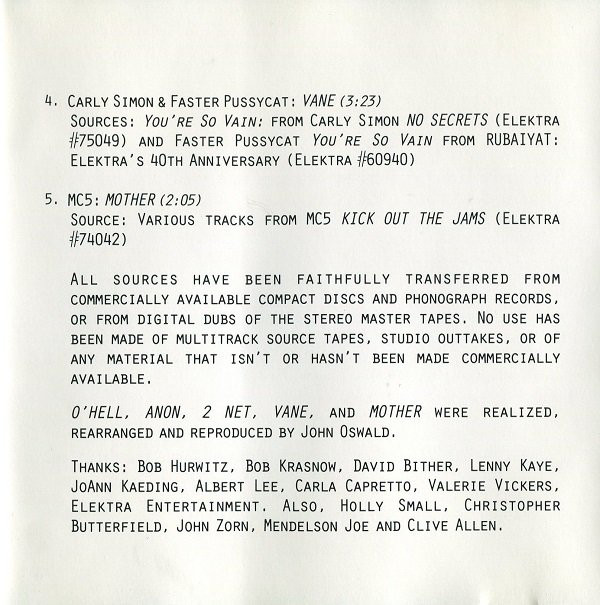 4. Carly Simon & Faster Pussycat: VANE (3:23)
Sources: You're So Vain: from Carly Simon NO SECRETS (Elektra
#75049) and Faster Pussycat You're So Vain from RUBAIYAT:
Elektra's 40th Anniversary (Elektra #60940)
5. MC5: MOTHER (2:05)
Source: Various tracks from MC5 KICK OUT THE JAMS (Elektra
#74042)
All sources have been faithfully transferred from
commercially available compact discs and phonograph records,
or from digital dubs of the stereo master tapes. No use has
been made of multitrack source tapes, studio outtakes, or of
any material that isn't or hasn't been made commercially
available.
O'HELL, ANON, 2 NET, VANE, and MOTHER were realized,
rearranged and reproduced by John Oswald.
Thanks: Bob Hurwitz, Bob Krasnow, David Bither, Lenny Kaye,
JoAnn Kaeding, Albert Lee, Carla Capretto, Valerie Vickers,
Elektra Entertainment. Also, Holly Small, Christopher
Butterfield, John Zorn, Mendelson Joe and Clive Allen.